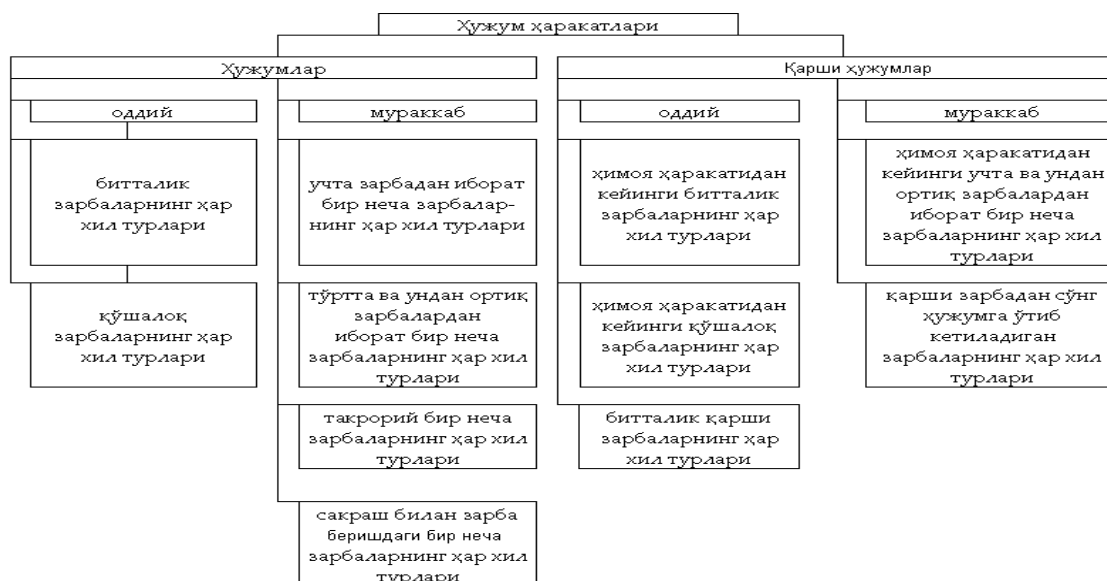 Ҳужум ҳаракатлари
Ҳужумлар
Қарши ҳужумлар
оддий
мураккаб
оддий
мураккаб
битталик
зарбаларнинг ҳар
хил турлари
учта зарбадан иборат
бир неча зарбалар-
нинг ҳар хил турлари
ҳимоя ҳаракатидан
кейинги битталик
зарбаларнинг ҳар
хил турлари
ҳимоя ҳаракатидан
кейинги учта ва ундан
ортиқ зарбалардан
иборат бир неча
зарбаларнинг ҳар хил
турлари
қўшалоқ
зарбаларнинг ҳар
хил турлари
тўртта ва ундан ортиқ
зарбалардан
иборат бир неча
зарбаларнинг ҳар хил
турлари
ҳимоя ҳаракатидан
кейинги қўшалоқ
зарбаларнинг ҳар
хил турлари
қарши зарбадан сўнг
ҳужумга ўтиб
кетиладиган
зарбаларнинг ҳар хил
турлари
такрорий бир неча
зарбаларнинг ҳар хил
турлари
битталик қарши
зарбаларнинг ҳар
хил турлари
сакраш билан зарба
беришдаги бир неча
зарбаларнинг ҳар хил
турлари